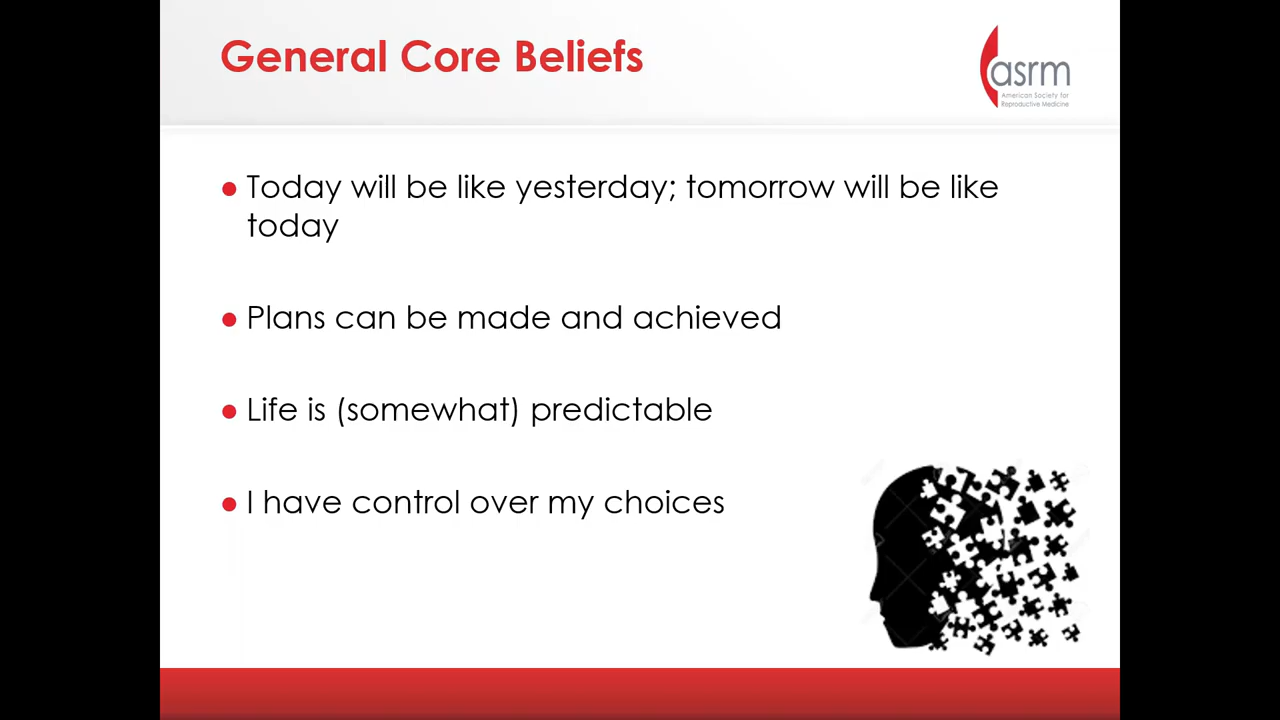 General Core Beliefs
asrm
American Society for
Reproductive Medicine
Today will be like yesterday; tomorrow will be like
today
Plans can be made and achieved
Life is (somewhat) predictable
I have control over my choices